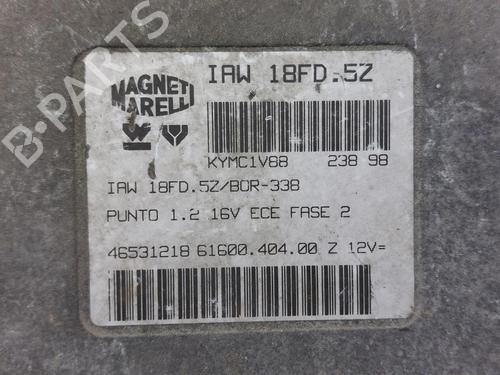 MAGNETI
MARELLI
IAW 18FD.5Z
KYMC1V88 238 98
IAW 18FD.5Z/BOR-338
PUNTO 1.2 16V ECE FASE 2
46531218 61600.404.00 Z 12V=
B-PARTS